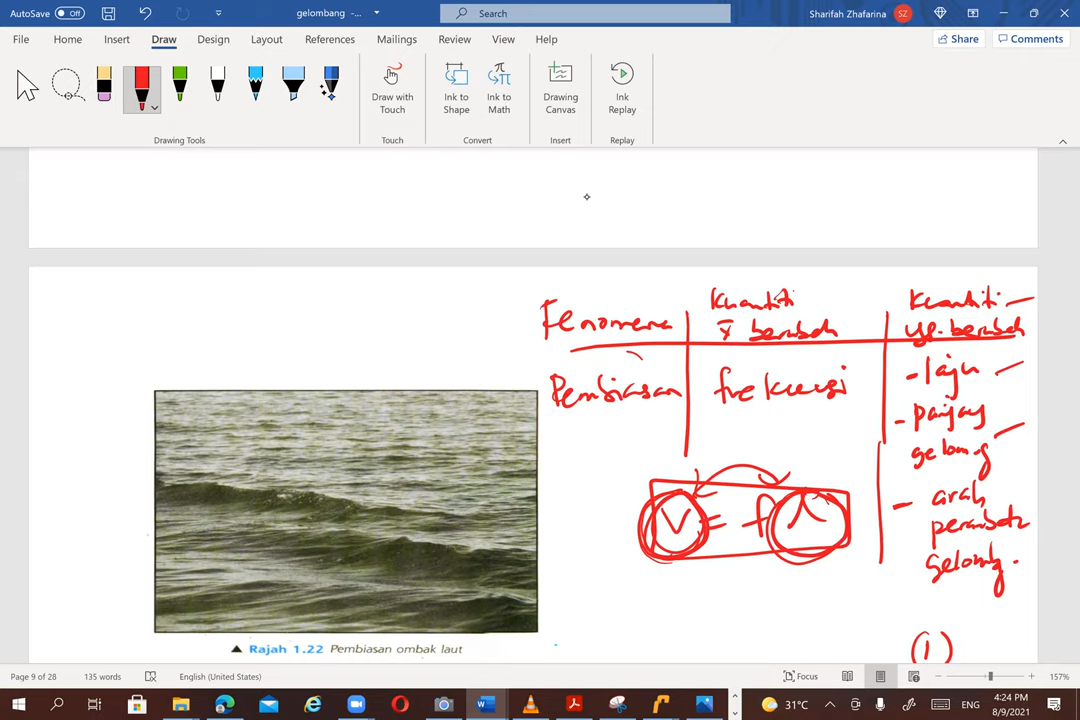 AutoSave Off gelombang -... Search Sharifah Zhafarina SZ
File Home Insert Draw Design Layout References Mailings Review View Help Share Comments
Draw with Touch
Ink to Shape
Ink to Math
Drawing Canvas
Ink Replay
Drawing Tools Touch Convert Insert Replay
Fenomena
Kuantiti
x berubah
Kuantiti
yg. berubah
Pembiasan
frekuensi
- laju
- panjang
gelomg
- arah
perambatn
gelomg.
V = fλ
(1)
Rajah 1.22 Pembiasan ombak laut
Page 9 of 28 135 words English (United States) Focus 157%
31°C ENG 4:24 PM
8/9/2021